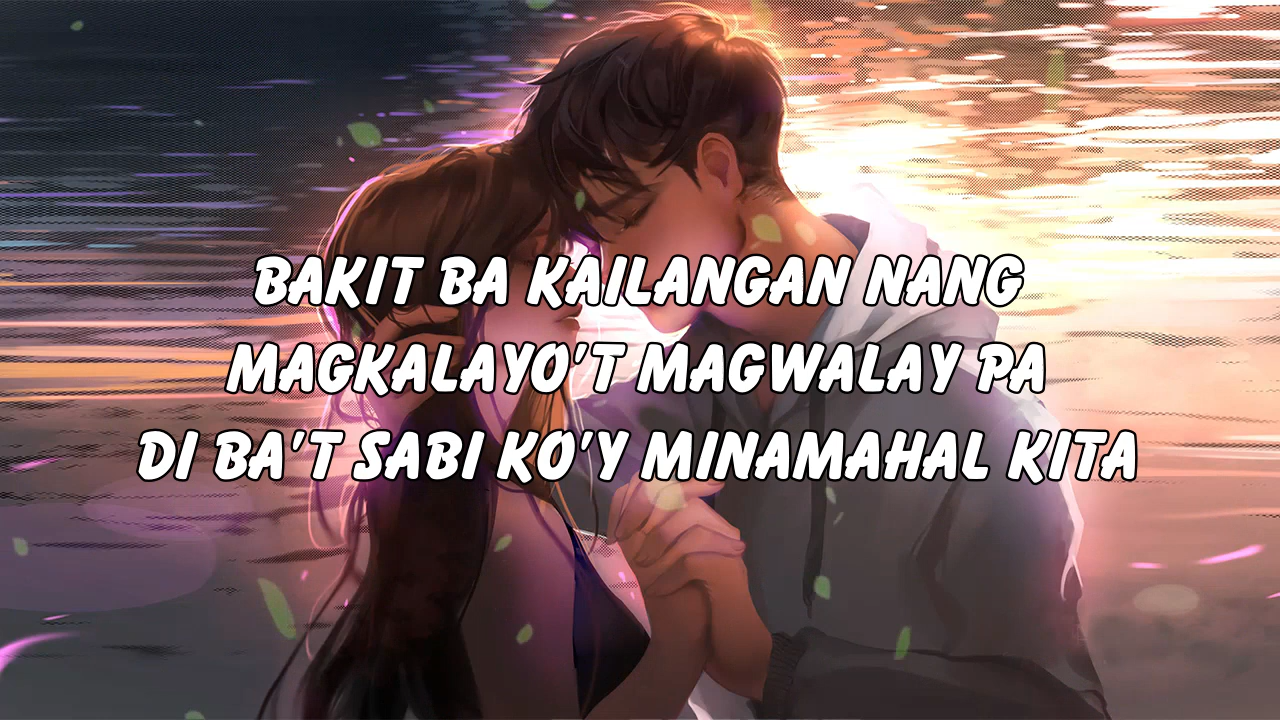 BAKIT BA KAILANGAN NANG
MAGKALAYO'T MAGWALAY PA
DI BA'T SABI KO'Y MINAMAHAL KITA